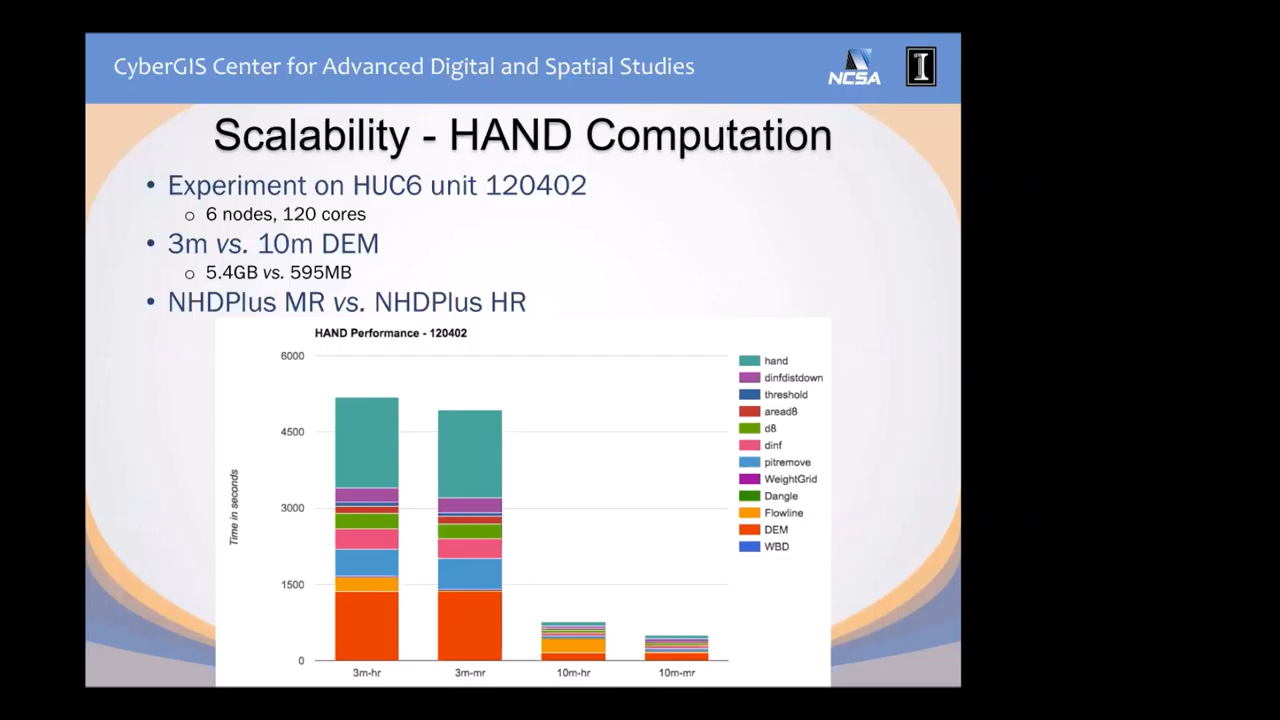 CyberGIS Center for Advanced Digital and Spatial Studies
NCSA
I
Scalability - HAND Computation
• Experiment on HUC6 unit 120402
o 6 nodes, 120 cores
• 3m vs. 10m DEM
o 5.4GB vs. 595MB
• NHDPlus MR vs. NHDPlus HR
HAND Performance - 120402
6000
4500
3000
1500
0
Time in seconds
3m-hr
3m-mr
10m-hr
10m-mr
hand
dinfdistdown
threshold
aread8
d8
dinf
pitremove
WeightGrid
Dangle
Flowline
DEM
WBD